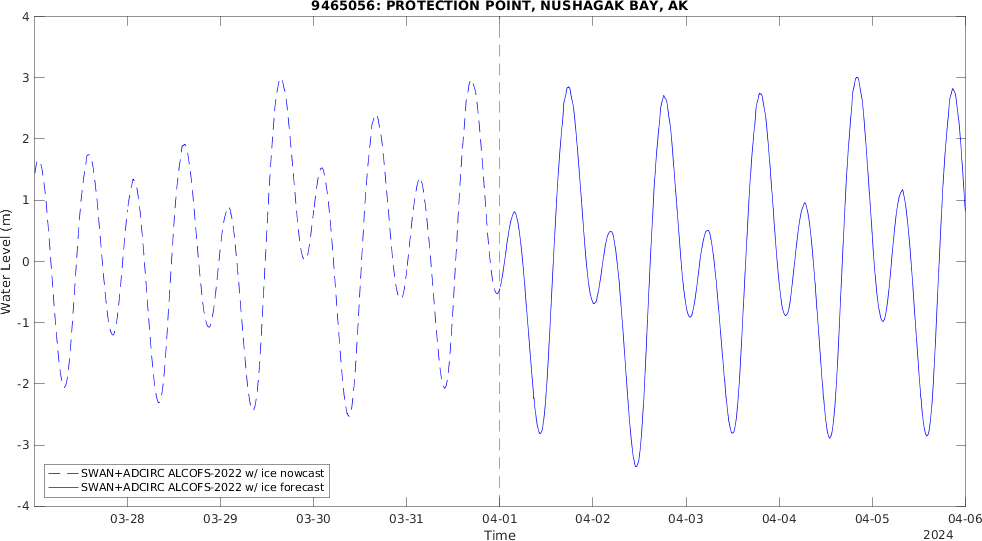 9465056: PROTECTION POINT, NUSHAGAK BAY, AK
4
3
2
1
0
-1
-2
-3
-4
Water Level (m)
SWAN+ADCIRC ALCOFS-2022 w/ ice nowcast
SWAN+ADCIRC ALCOFS-2022 w/ ice forecast
03-28 03-29 03-30 03-31 04-01 04-02 04-03 04-04 04-05 04-06
Time
2024